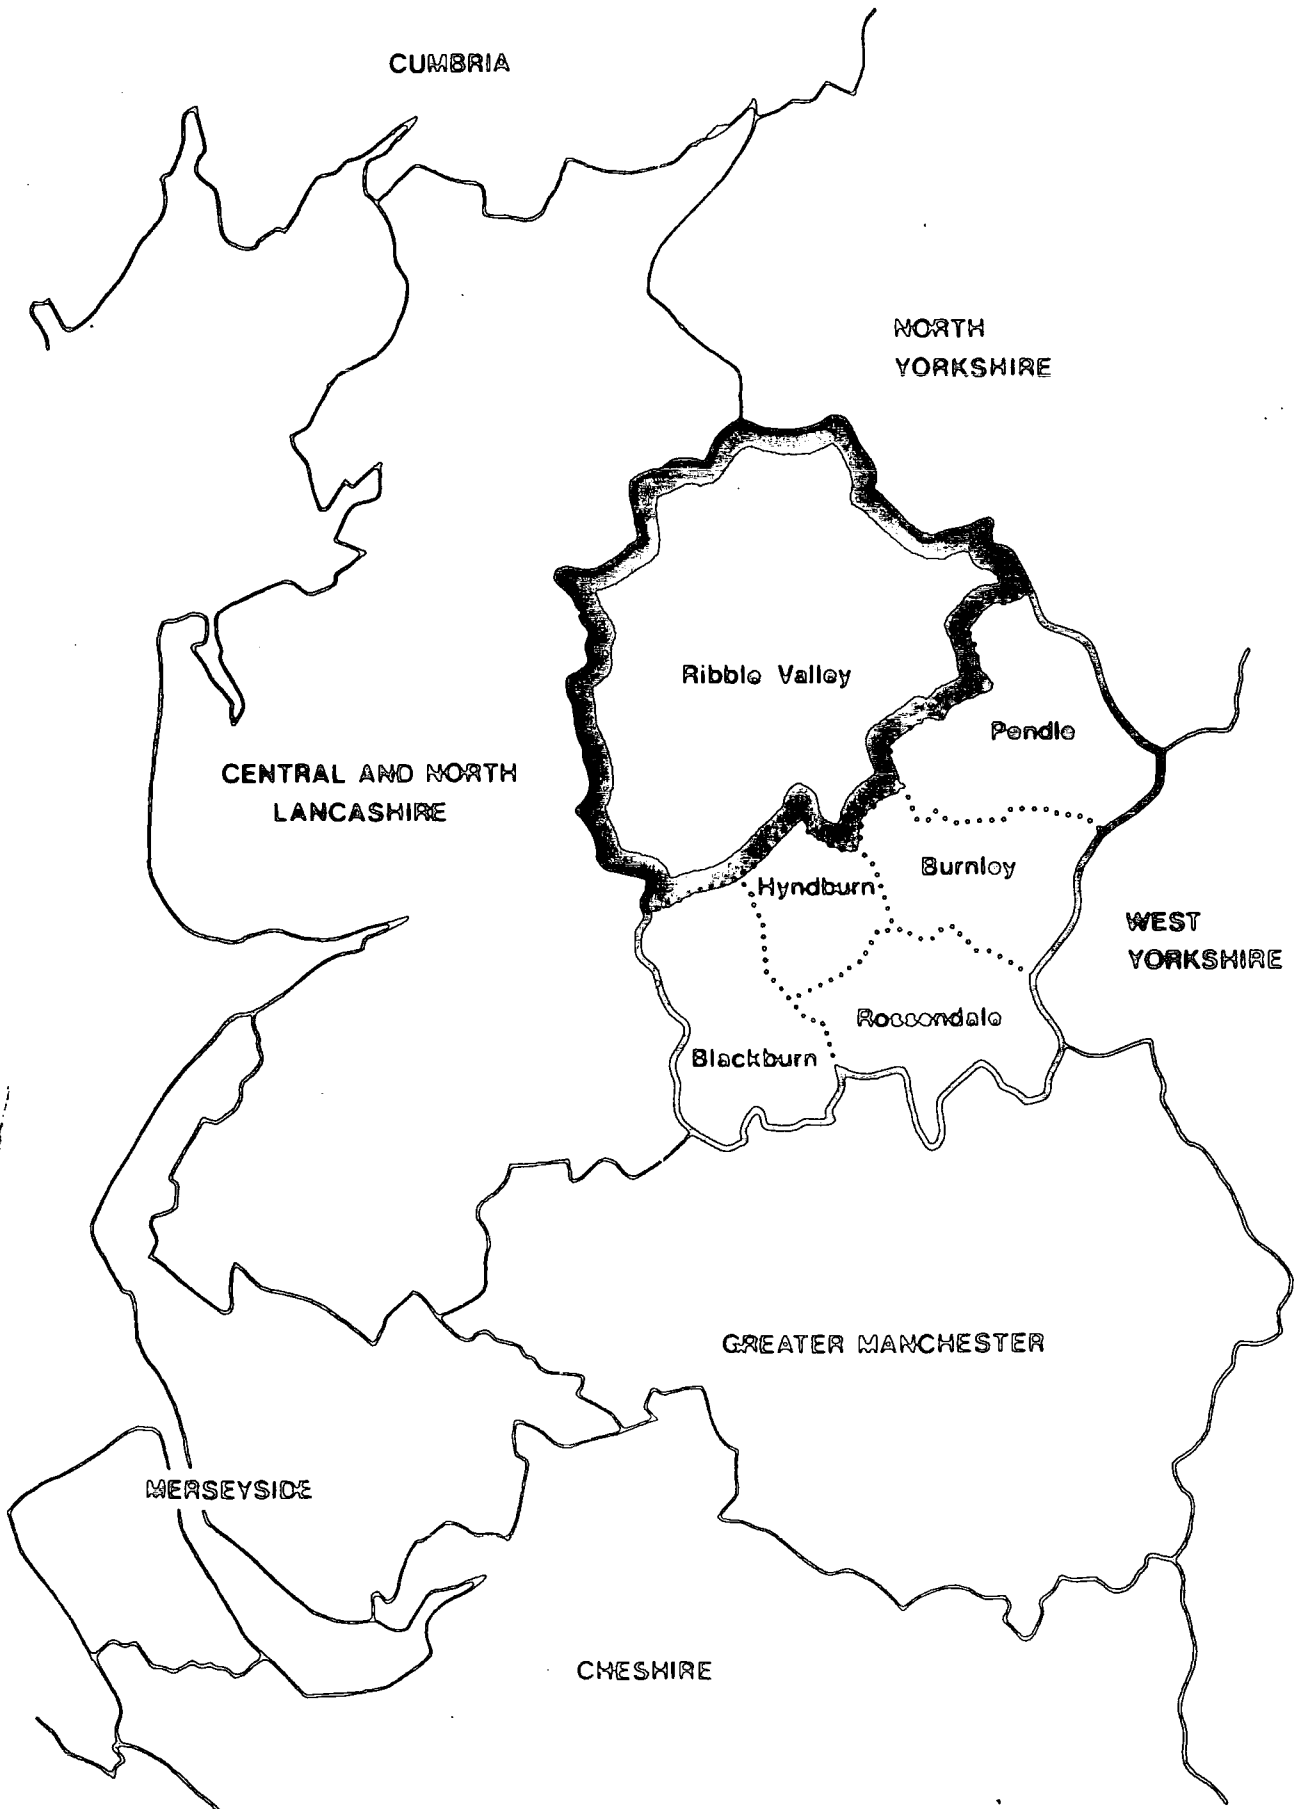 CUMBRIA
NORTH
YORKSHIRE
Ribble Valley
Pendle
CENTRAL AND NORTH
LANCASHIRE
Burnley
Hyndburn
WEST
YORKSHIRE
Rossendale
Blackburn
GREATER MANCHESTER
MERSEYSIDE
CHESHIRE